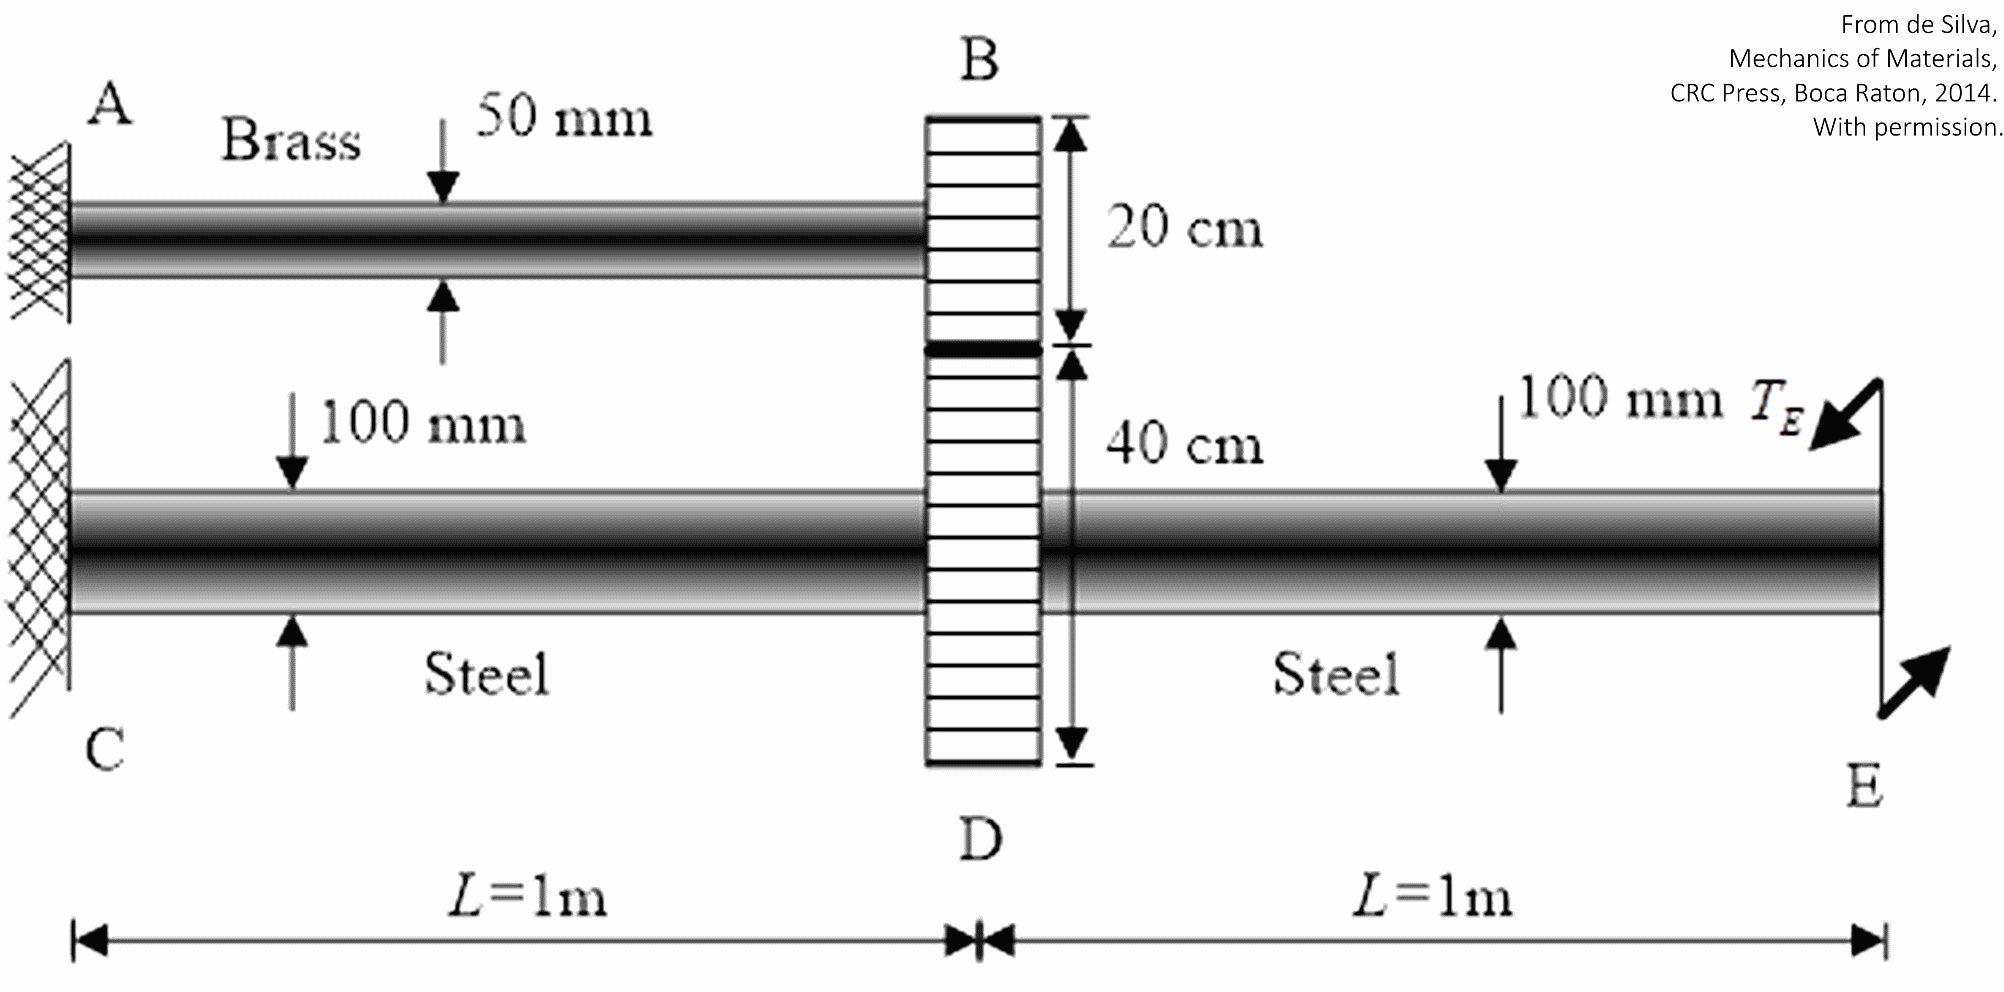 From de Silva,
Mechanics of Materials,
CRC Press, Boca Raton, 2014.
With permission.
B
A
Brass
50 mm
20 cm
100 mm
40 cm
100 mm
T_E
Steel
Steel
C
D
E
L=1m
L=1m